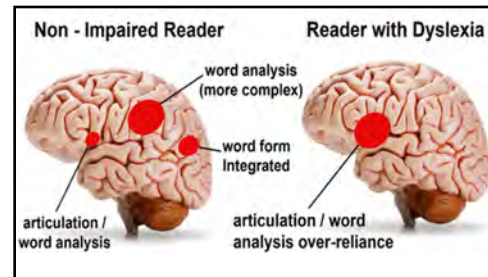 Non - Impaired Reader
Reader with Dyslexia
word analysis
(more complex)
word form
Integrated
articulation /
word analysis
articulation / word
analysis over-reliance